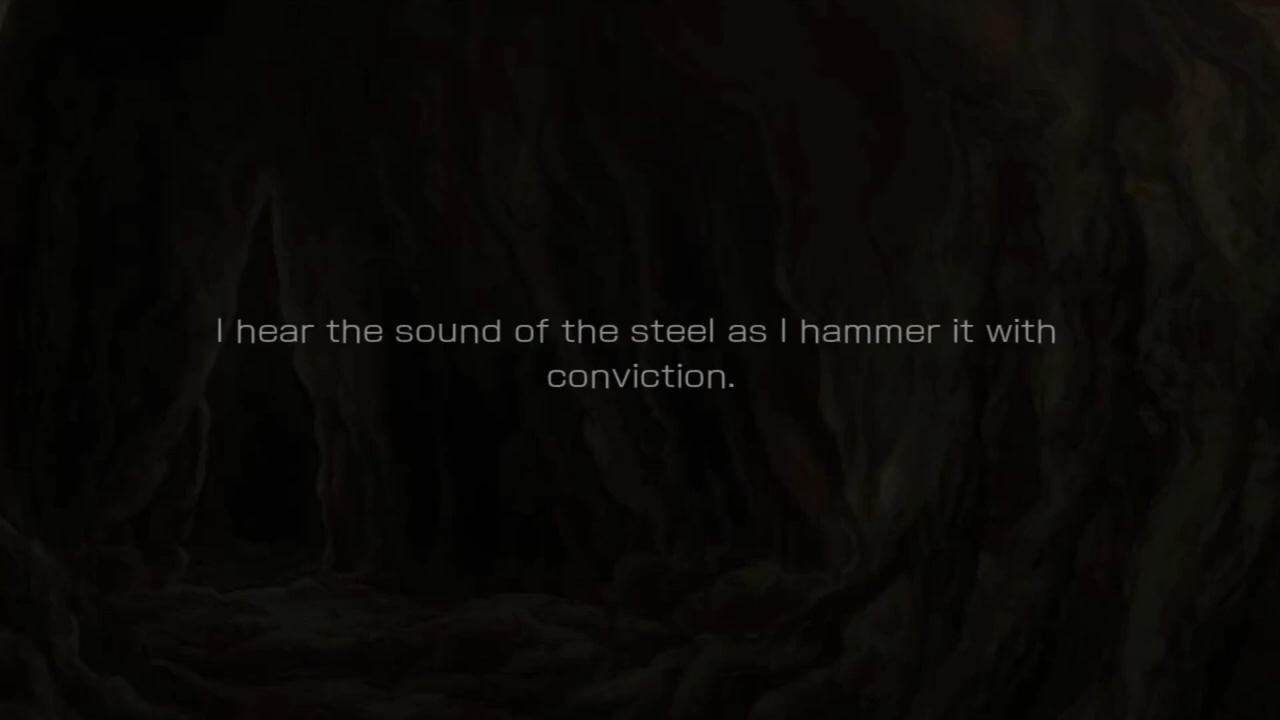 I hear the sound of the steel as I hammer it with
conviction.